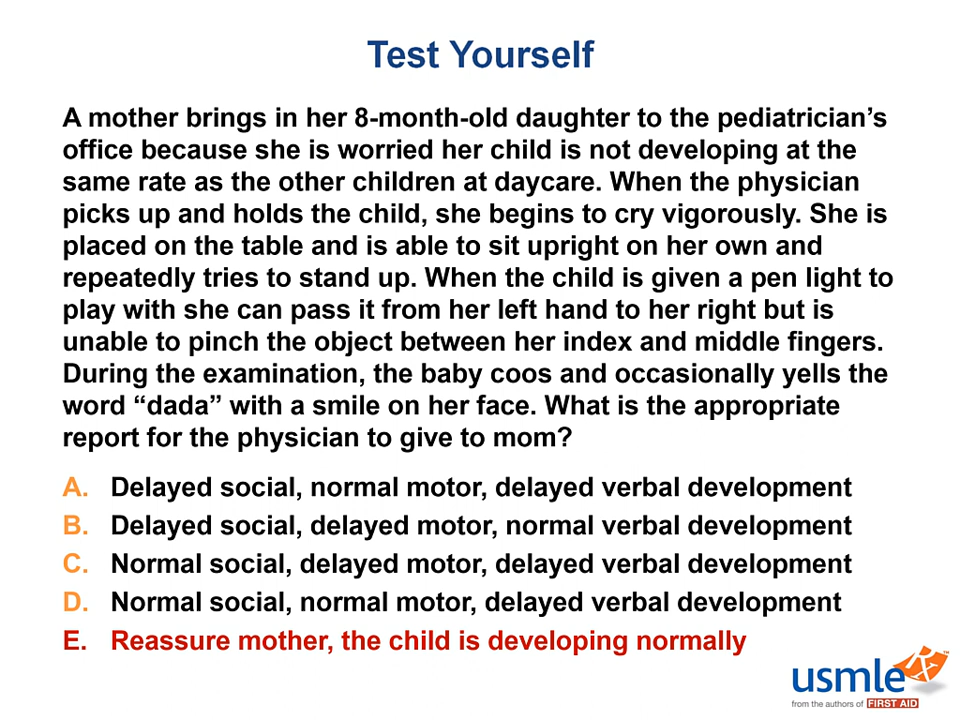 Test Yourself
A mother brings in her 8-month-old daughter to the pediatrician’s
office because she is worried her child is not developing at the
same rate as the other children at daycare. When the physician
picks up and holds the child, she begins to cry vigorously. She is
placed on the table and is able to sit upright on her own and
repeatedly tries to stand up. When the child is given a pen light to
play with she can pass it from her left hand to her right but is
unable to pinch the object between her index and middle fingers.
During the examination, the baby coos and occasionally yells the
word “dada” with a smile on her face. What is the appropriate
report for the physician to give to mom?
A. Delayed social, normal motor, delayed verbal development
B. Delayed social, delayed motor, normal verbal development
C. Normal social, delayed motor, delayed verbal development
D. Normal social, normal motor, delayed verbal development
E. Reassure mother, the child is developing normally
usmle Rx™
from the authors of FIRST AID